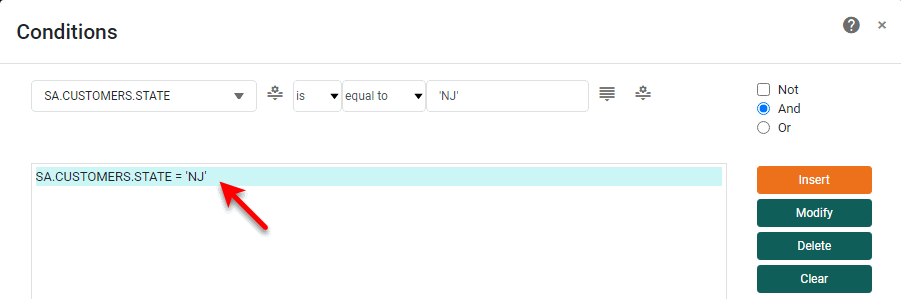 Conditions
SA.CUSTOMERS.STATE is equal to 'NJ'
Not
And
Or
SA.CUSTOMERS.STATE = 'NJ'
Insert
Modify
Delete
Clear